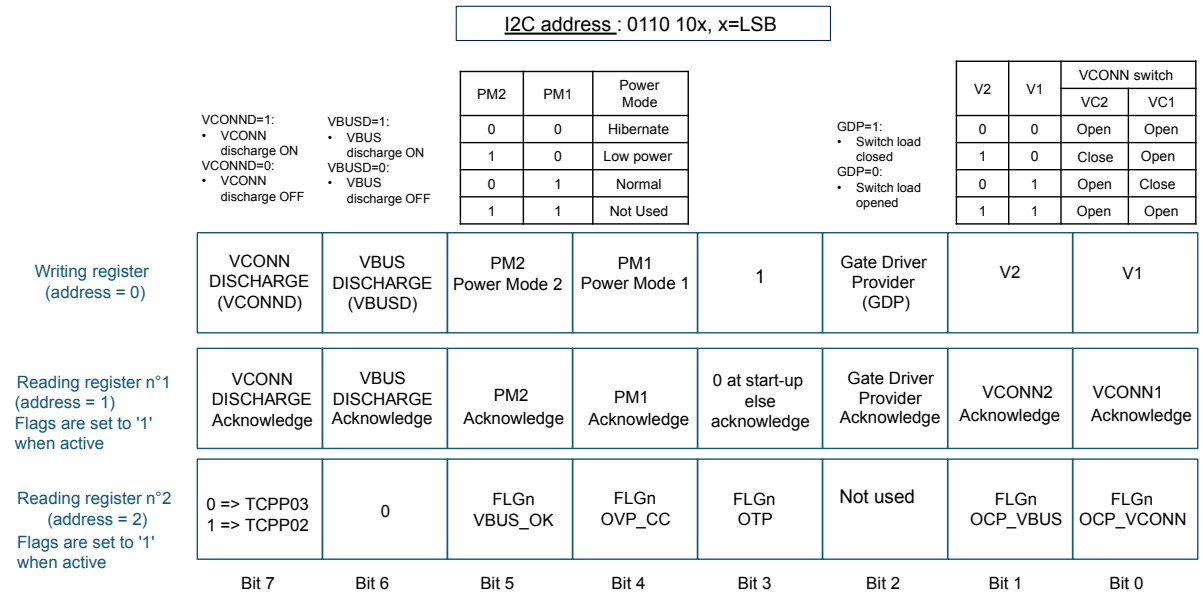 I2C address : 0110 10x, x=LSB
VCONND=1:
• VCONN
discharge ON
VCONND=0:
• VCONN
discharge OFF
VBUSD=1:
• VBUS
discharge ON
VBUSD=0:
• VBUS
discharge OFF
PM2 PM1 Power
Mode
0 0 Hibernate
1 0 Low power
0 1 Normal
1 1 Not Used
GDP=1:
• Switch load
closed
GDP=0:
• Switch load
opened
V2 V1 VCONN switch
VC2 VC1
0 0 Open Open
1 0 Close Open
0 1 Open Close
1 1 Open Open
Writing register
(address = 0)
VCONN
DISCHARGE
(VCONND)
VBUS
DISCHARGE
(VBUSD)
PM2
Power Mode 2
PM1
Power Mode 1
1
Gate Driver
Provider
(GDP)
V2
V1
Reading register n°1
(address = 1)
Flags are set to '1'
when active
VCONN
DISCHARGE
Acknowledge
VBUS
DISCHARGE
Acknowledge
PM2
Acknowledge
PM1
Acknowledge
0 at start-up
else
acknowledge
Gate Driver
Provider
Acknowledge
VCONN2
Acknowledge
VCONN1
Acknowledge
Reading register n°2
(address = 2)
Flags are set to '1'
when active
0 => TCPP03
1 => TCPP02
0
FLGn
VBUS_OK
FLGn
OVP_CC
FLGn
OTP
Not used
FLGn
OCP_VBUS
FLGn
OCP_VCONN
Bit 7 Bit 6 Bit 5 Bit 4 Bit 3 Bit 2 Bit 1 Bit 0